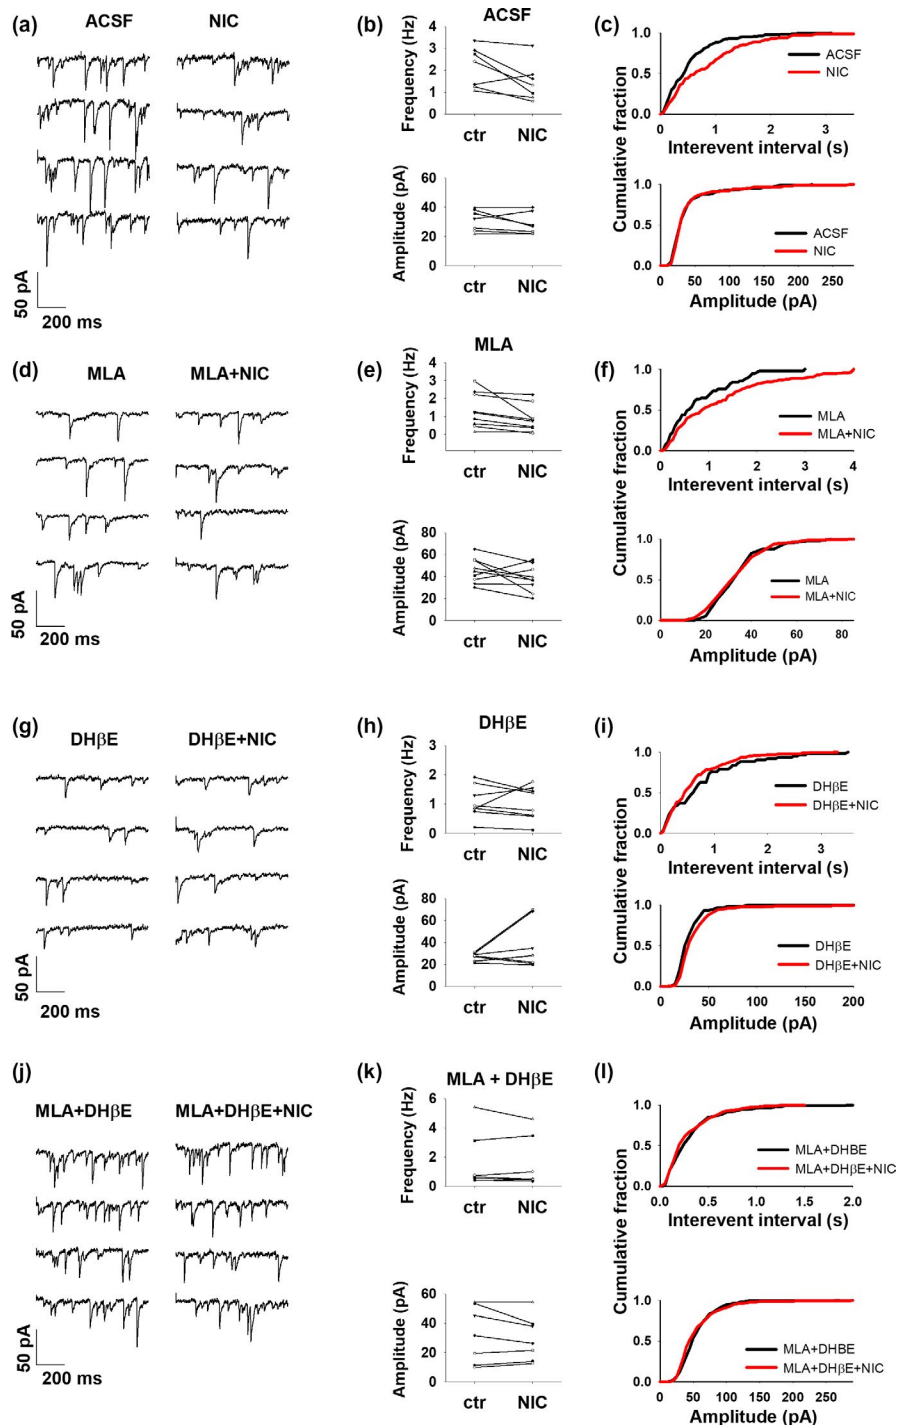 (a)
ACSF NIC
50 pA
200 ms
(b)
ACSF
Frequency (Hz)
4
3
2
1
0
ctr NIC
Amplitude (pA)
60
40
20
0
ctr NIC
(c)
Cumulative fraction
1.0
0.5
0.0
ACSF
NIC
0 1 2 3
Interevent interval (s)
1.0
0.5
0.0
ACSF
NIC
0 50 100 150 200 250
Amplitude (pA)
(d)
MLA MLA+NIC
50 pA
200 ms
(e)
MLA
Frequency (Hz)
4
3
2
1
0
ctr NIC
Amplitude (pA)
80
60
40
20
0
ctr NIC
(f)
Cumulative fraction
1.0
0.5
0.0
MLA
MLA+NIC
0 1 2 3 4
Interevent interval (s)
1.0
0.5
0.0
MLA
MLA+NIC
0 20 40 60 80
Amplitude (pA)
(g)
DHβE DHβE+NIC
50 pA
200 ms
(h)
DHβE
Frequency (Hz)
3
2
1
0
ctr NIC
Amplitude (pA)
80
60
40
20
0
ctr NIC
(i)
Cumulative fraction
1.0
0.5
0.0
DHβE
DHβE+NIC
0 1 2 3
Interevent interval (s)
1.0
0.5
0.0
DHβE
DHβE+NIC
0 50 100 150 200
Amplitude (pA)
(j)
MLA+DHβE MLA+DHβE+NIC
50 pA
200 ms
(k)
MLA + DHβE
Frequency (Hz)
6
4
2
0
ctr NIC
Amplitude (pA)
60
40
20
0
ctr NIC
(l)
Cumulative fraction
1.0
0.5
0.0
MLA+DHBE
MLA+DHβE+NIC
0.0 0.5 1.0 1.5 2.0
Interevent interval (s)
1.0
0.5
0.0
MLA+DHBE
MLA+DHβE+NIC
0 50 100 150 200 250
Amplitude (pA)